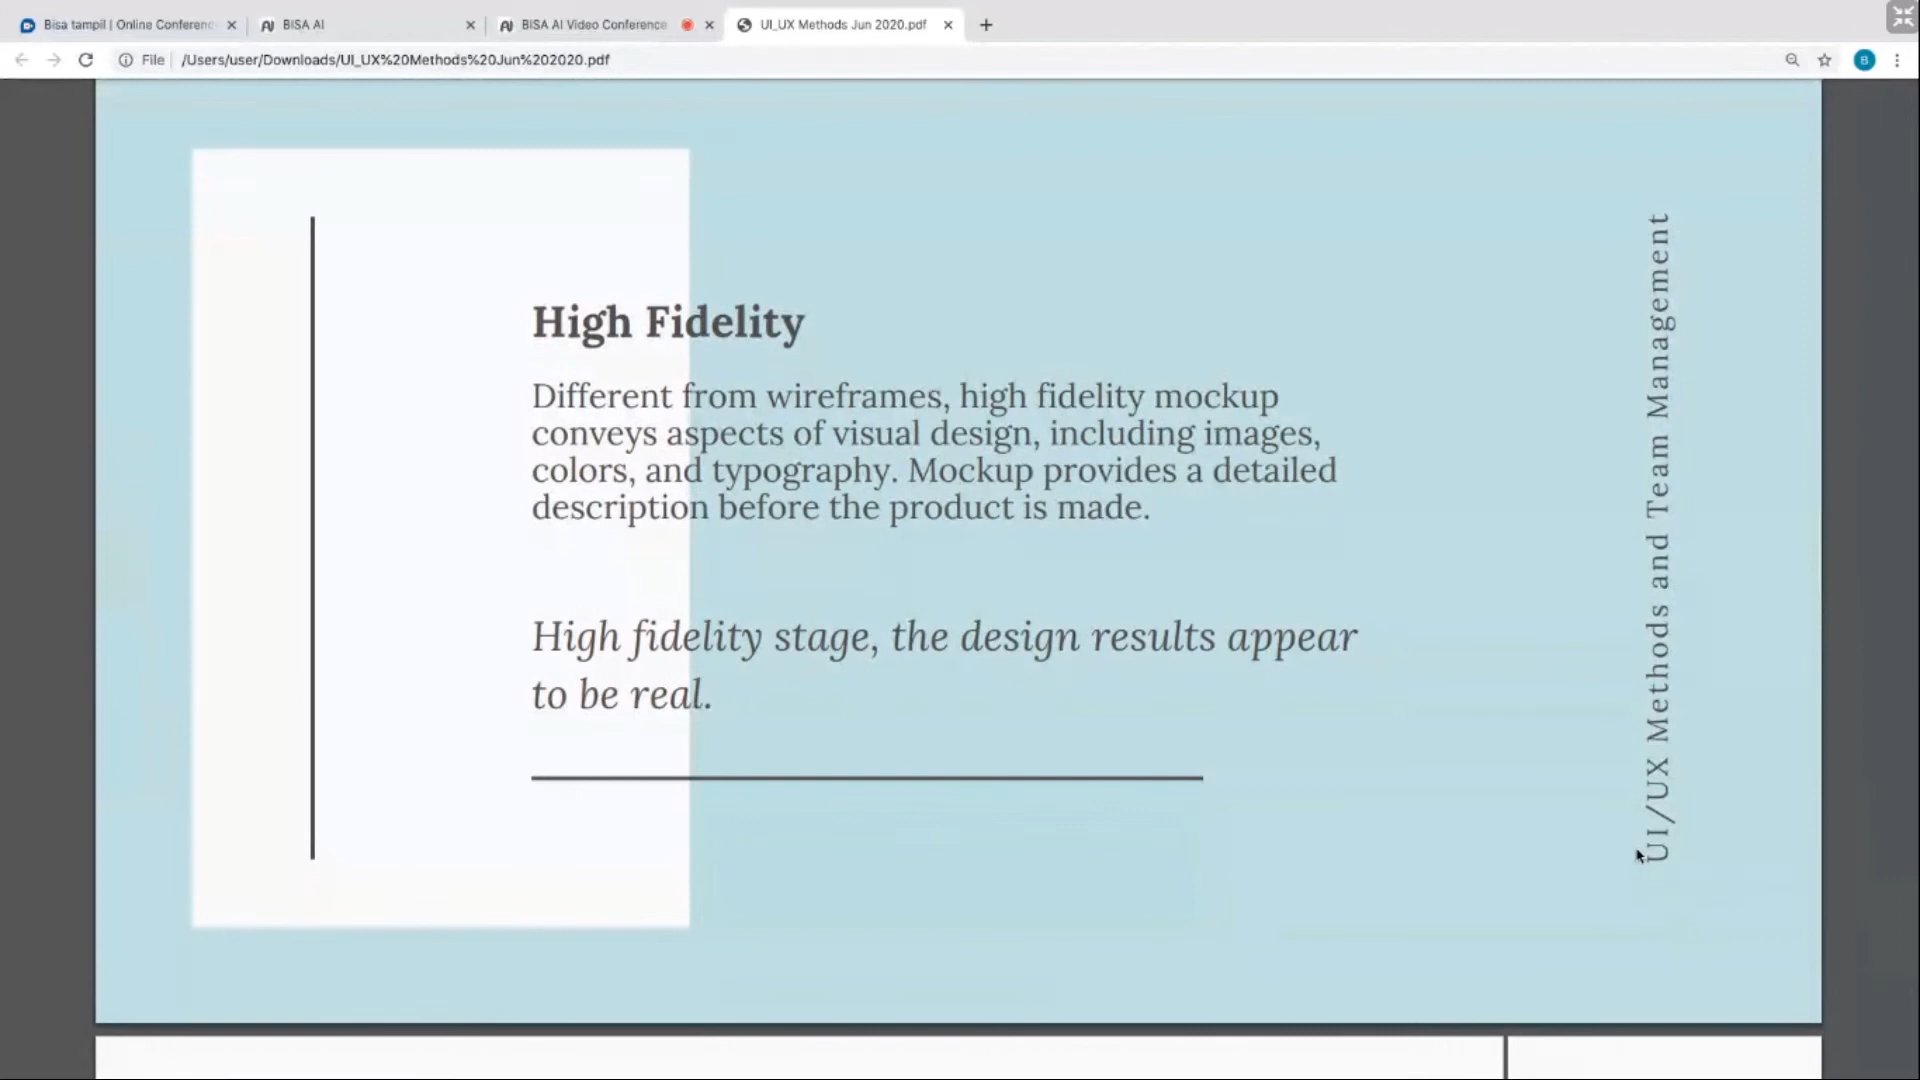 Bisa tampil | Online Conferenc
BISA AI
BISA AI Video Conference
UI_UX Methods Jun 2020.pdf
File
/Users/user/Downloads/UI_UX%20Methods%20Jun%202020.pdf
B
High Fidelity
Different from wireframes, high fidelity mockup
conveys aspects of visual design, including images,
colors, and typography. Mockup provides a detailed
description before the product is made.
High fidelity stage, the design results appear
to be real.
UI/UX Methods and Team Management